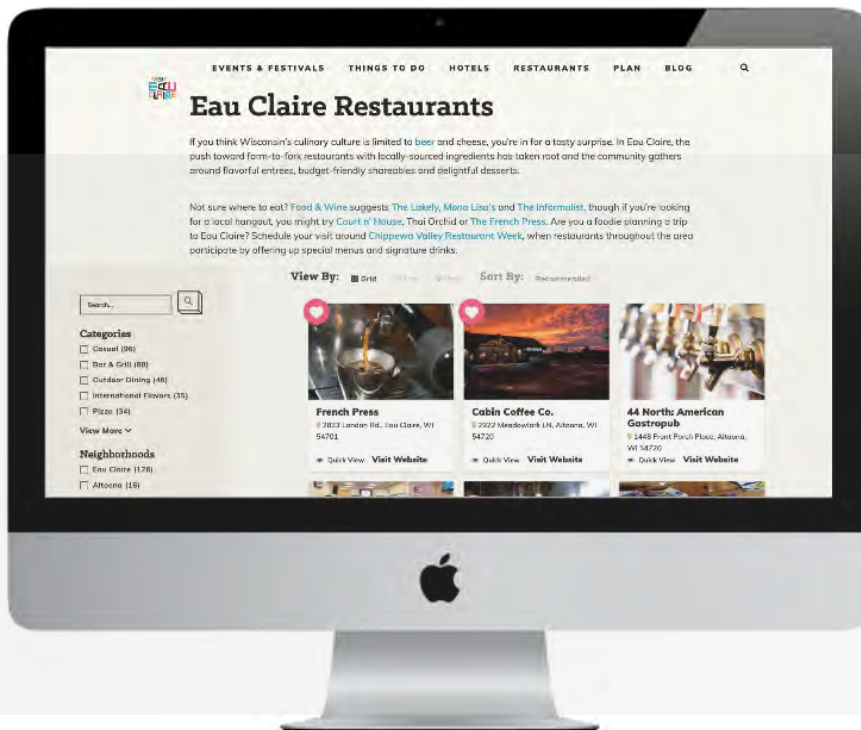 EVENTS & FESTIVALS THINGS TO DO HOTELS RESTAURANTS PLAN BLOG
VISIT
EAU
CLAIRE
Eau Claire Restaurants
If you think Wisconsin's culinary culture is limited to beer and cheese, you're in for a tasty surprise. In Eau Claire, the
push toward farm-to-fork restaurants with locally-sourced ingredients has taken root and the community gathers
around flavorful entrees, budget-friendly shareables and delightful desserts.
Not sure where to eat? Food & Wine suggests The Lakely, Mona Lisa's and The Informalist, though if you're looking
for a local hangout, you might try Court n' House, Thai Orchid or The French Press. Are you a foodie planning a trip
to Eau Claire? Schedule your visit around Chippewa Valley Restaurant Week, when restaurants throughout the area
participate by offering up special menus and signature drinks.
View By: Grid Sort By: Recommended
Search...
Categories
Casual (96)
Bar & Grill (80)
Outdoor Dining (46)
International Flavors (35)
Pizza (34)
View More
Neighborhoods
Eau Claire (128)
Altoona (16)
French Press
2823 London Rd., Eau Claire, WI
54701
Quick View Visit Website
Cabin Coffee Co.
2922 Meadowlark LN, Altoona, WI
54720
Quick View Visit Website
44 North: American
Gastropub
1448 Front Porch Place, Altoona,
WI 54720
Quick View Visit Website